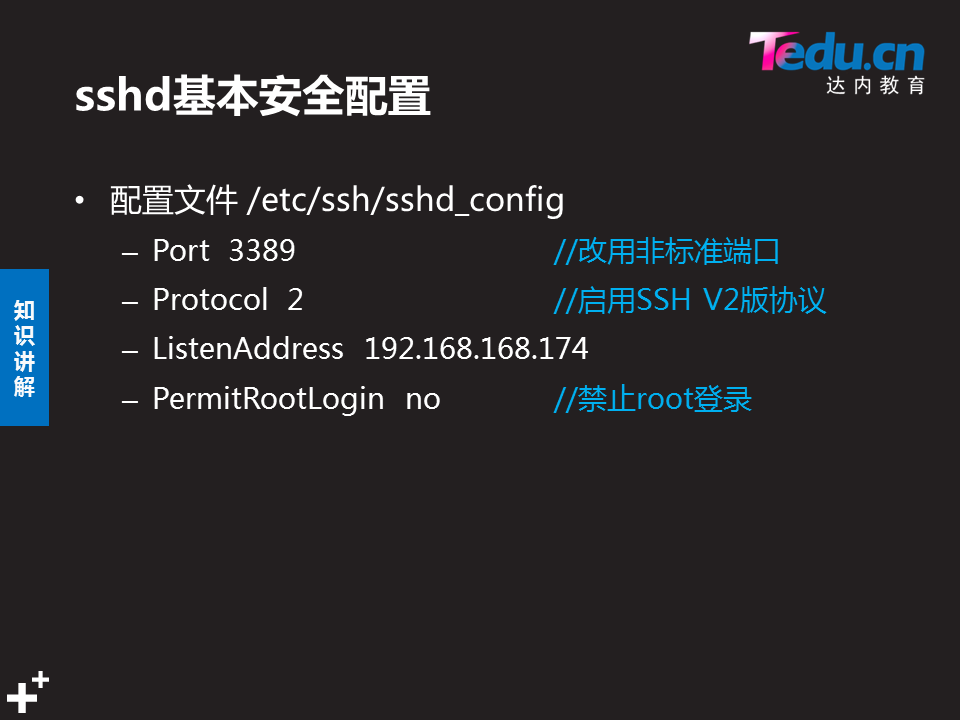 Tedu.cn
达内教育
sshd基本安全配置
• 配置文件 /etc/ssh/sshd_config
– Port 3389 //改用非标准端口
– Protocol 2 //启用SSH V2版协议
– ListenAddress 192.168.168.174
– PermitRootLogin no //禁止root登录
知
识
讲
解